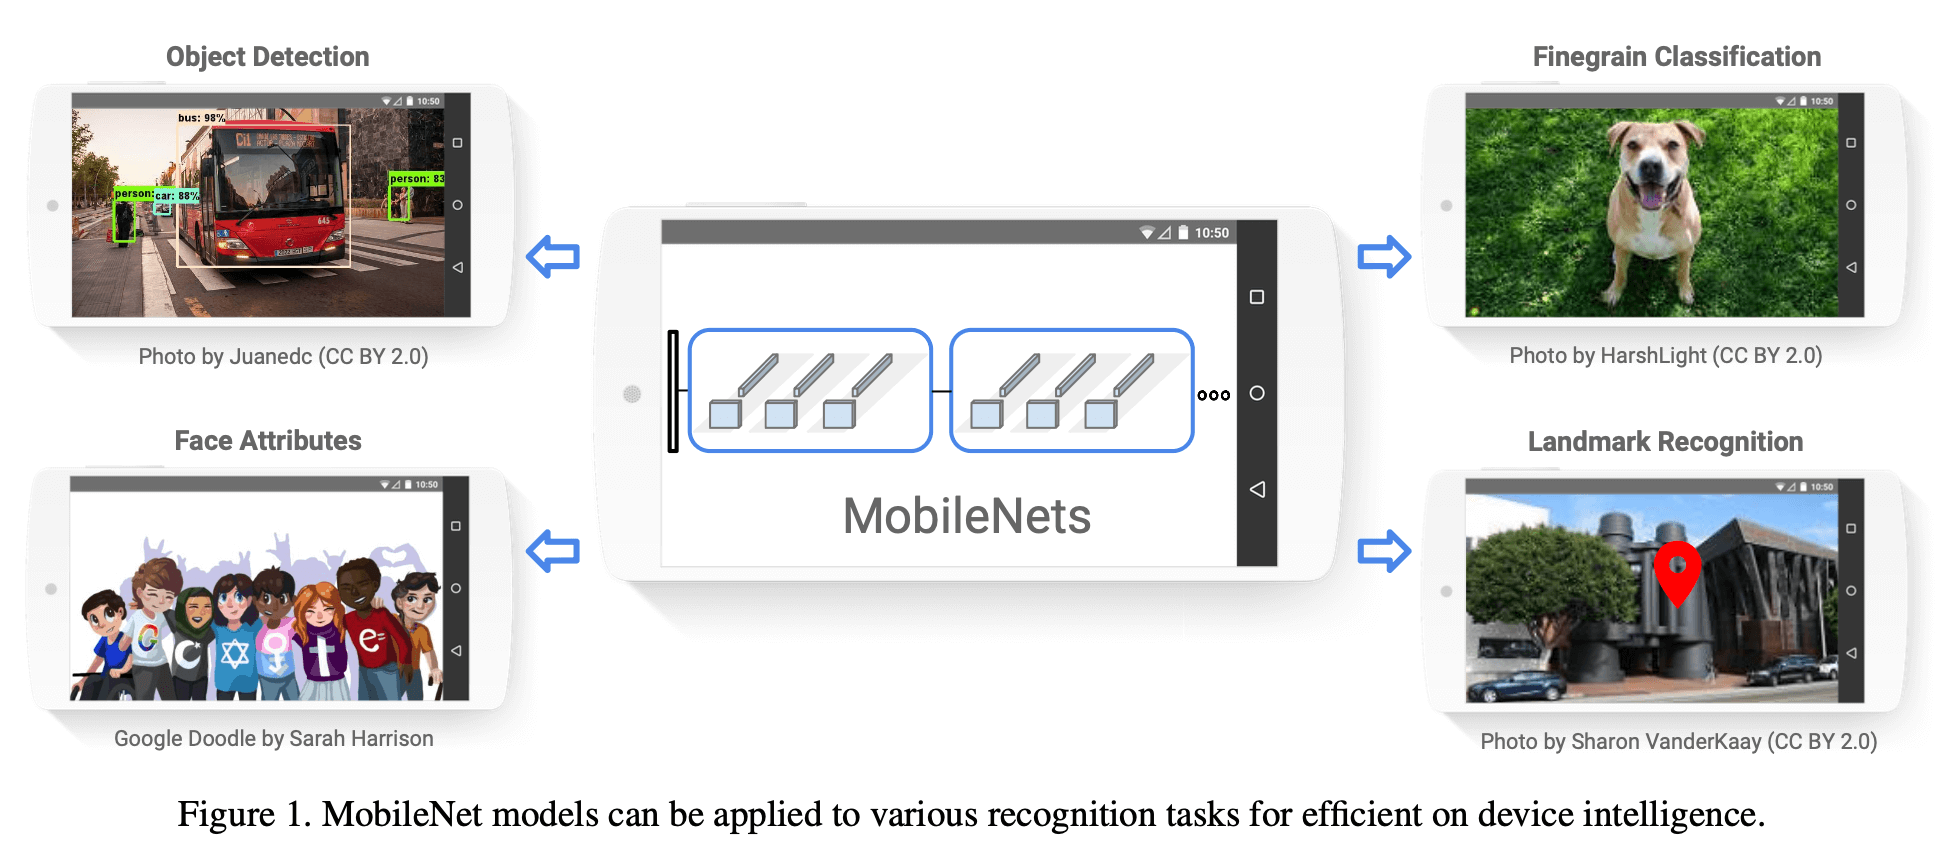 Object Detection
10:50
bus: 98%
person:
car: 88%
person: 83
Ci1
645
Photo by Juanedc (CC BY 2.0)
Finegrain Classification
10:50
Photo by HarshLight (CC BY 2.0)
10:50
MobileNets
Face Attributes
10:50
G
e=
Google Doodle by Sarah Harrison
Landmark Recognition
10:50
Photo by Sharon VanderKaay (CC BY 2.0)
Figure 1. MobileNet models can be applied to various recognition tasks for efficient on device intelligence.